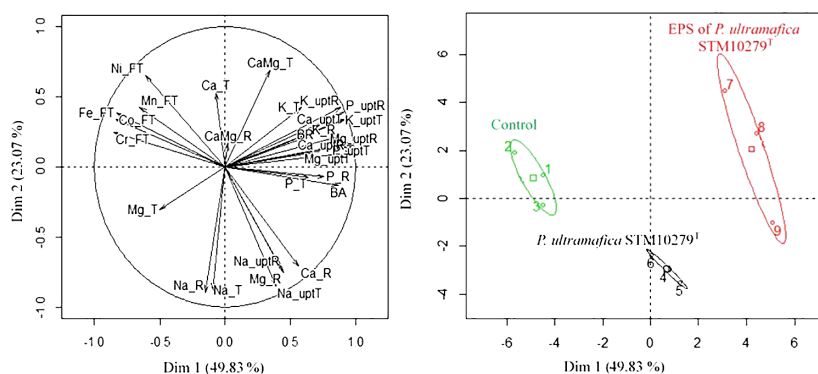 Ni_FT
CaMg_T
Ca_T
Mn_FT
Fe_FT
Co_FT
Cr_FT
K_T
K_uptR
P_uptR
Ca_uptT
K_uptT
BR
K_R
CaMg_R
Ca_uptR
Mg_uptR
P_uptT
Mg_uptT
P_T
P_R
BA
Mg_T
Na_uptR
Ca_R
Mg_R
Na_R
Na_T
Na_uptT
1.0
0.5
0.0
-0.5
-1.0
Dim 2 (23.07 %)
-1.0
-0.5
0.0
0.5
1.0
Dim 1 (49.83 %)
EPS of P. ultramafica
STM10279T
Control
P. ultramafica STM10279T
7
8
9
2
1
3
6
4
5
6
4
2
0
-2
-4
Dim 2 (23.07 %)
-6
-4
-2
0
2
4
6
Dim 1 (49.83 %)